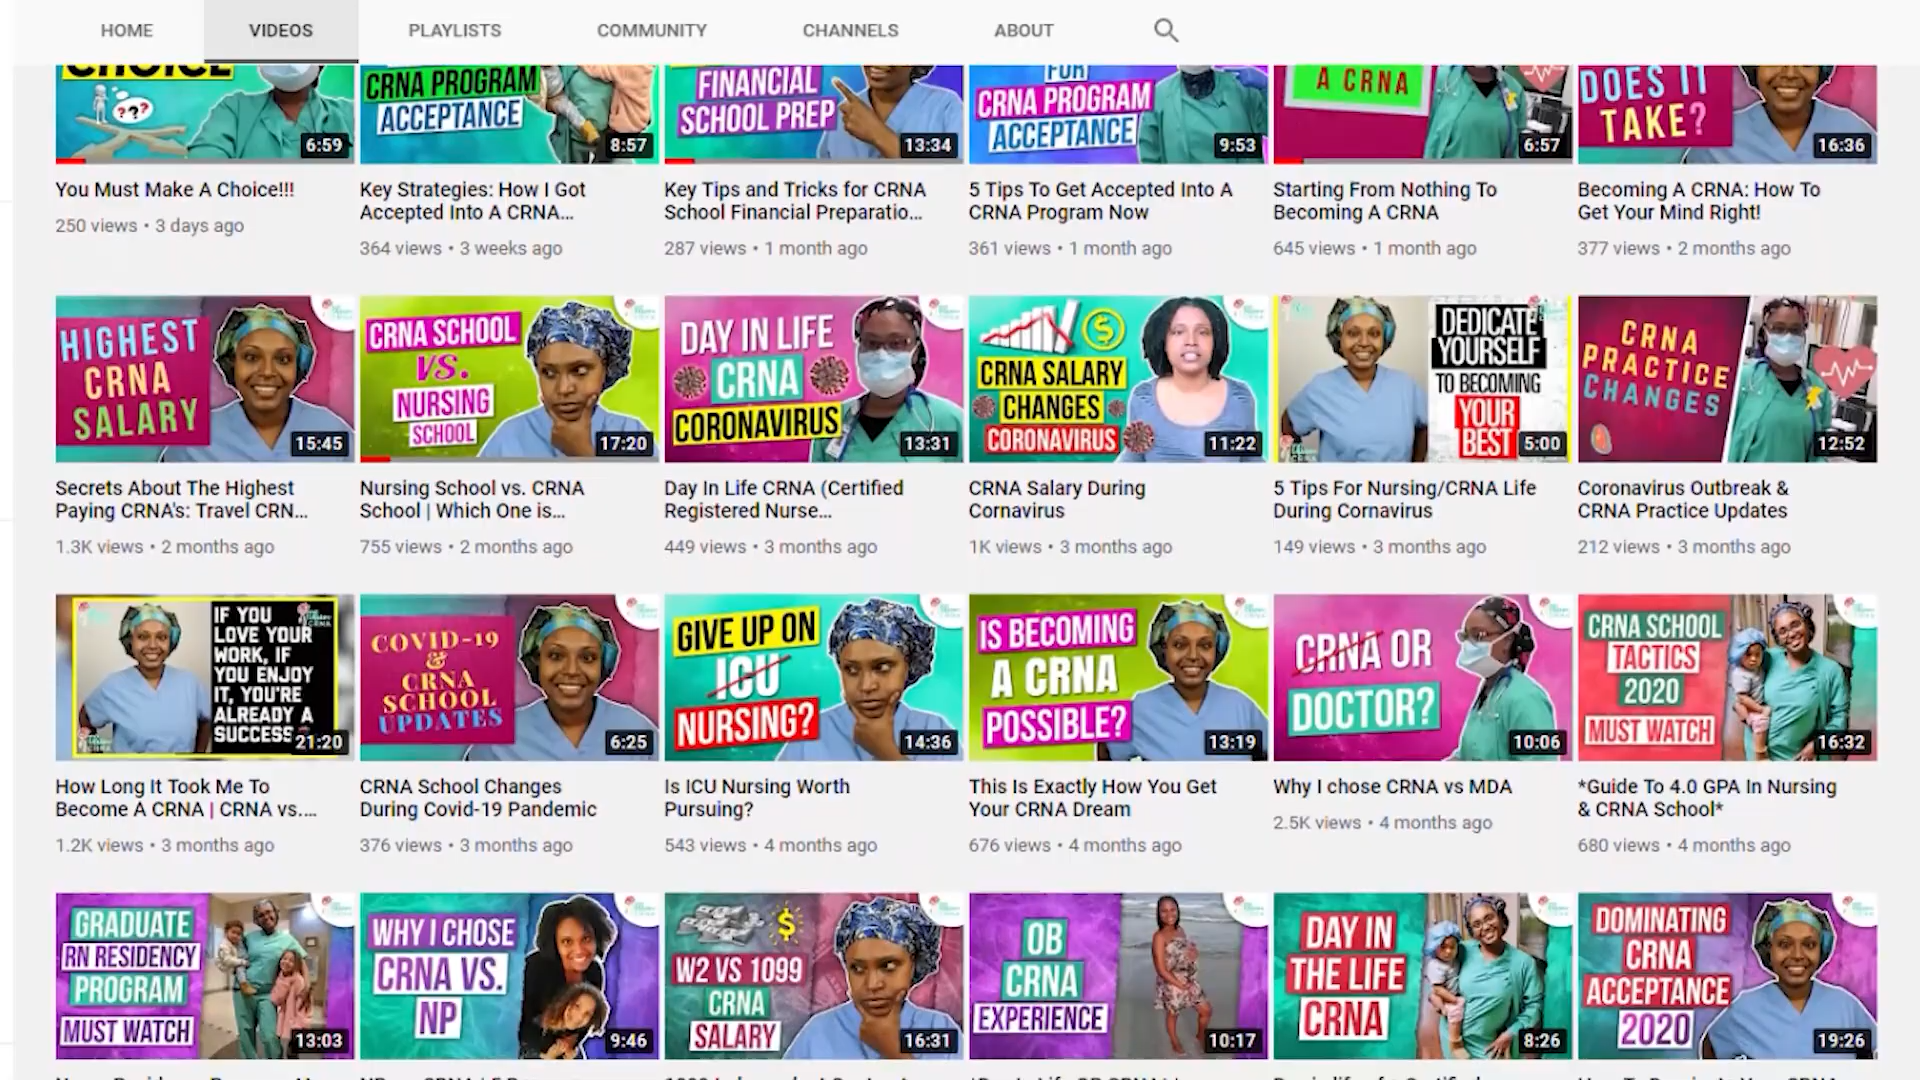 HOME
VIDEOS
PLAYLISTS
COMMUNITY
CHANNELS
ABOUT
CHOICE
???
6:59
CRNA PROGRAM
ACCEPTANCE
8:57
FINANCIAL
SCHOOL PREP
13:34
FOR
CRNA PROGRAM
ACCEPTANCE
9:53
A CRNA
6:57
DOES IT
TAKE?
16:36
You Must Make A Choice!!!
250 views • 3 days ago
Key Strategies: How I Got
Accepted Into A CRNA...
364 views • 3 weeks ago
Key Tips and Tricks for CRNA
School Financial Preparatio...
287 views • 1 month ago
5 Tips To Get Accepted Into A
CRNA Program Now
361 views • 1 month ago
Starting From Nothing To
Becoming A CRNA
645 views • 1 month ago
Becoming A CRNA: How To
Get Your Mind Right!
377 views • 2 months ago
HIGHEST
CRNA
SALARY
15:45
CRNA SCHOOL
VS.
NURSING
SCHOOL
17:20
DAY IN LIFE
CRNA
CORONAVIRUS
13:31
$
CRNA SALARY
CHANGES
CORONAVIRUS
11:22
DEDICATE
YOURSELF
TO BECOMING
YOUR
BEST
5:00
CRNA
PRACTICE
CHANGES
12:52
Secrets About The Highest
Paying CRNA's: Travel CRN...
1.3K views • 2 months ago
Nursing School vs. CRNA
School | Which One is...
755 views • 2 months ago
Day In Life CRNA (Certified
Registered Nurse...
449 views • 3 months ago
CRNA Salary During
Cornavirus
1K views • 3 months ago
5 Tips For Nursing/CRNA Life
During Cornavirus
149 views • 3 months ago
Coronavirus Outbreak &
CRNA Practice Updates
212 views • 3 months ago
IF YOU
LOVE YOUR
WORK, IF
YOU ENJOY
IT, YOU'RE
ALREADY A
SUCCESS
21:20
COVID-19
&
CRNA
SCHOOL
UPDATES
6:25
GIVE UP ON
ICU
NURSING?
14:36
IS BECOMING
A CRNA
POSSIBLE?
13:19
CRNA OR
DOCTOR?
10:06
CRNA SCHOOL
TACTICS
2020
MUST WATCH
16:32
How Long It Took Me To
Become A CRNA | CRNA vs....
1.2K views • 3 months ago
CRNA School Changes
During Covid-19 Pandemic
376 views • 3 months ago
Is ICU Nursing Worth
Pursuing?
543 views • 4 months ago
This Is Exactly How You Get
Your CRNA Dream
676 views • 4 months ago
Why I chose CRNA vs MDA
2.5K views • 4 months ago
*Guide To 4.0 GPA In Nursing
& CRNA School*
680 views • 4 months ago
GRADUATE
RN RESIDENCY
PROGRAM
MUST WATCH
13:03
WHY I CHOSE
CRNA VS.
NP
9:46
$
W2 VS 1099
CRNA
SALARY
16:31
OB
CRNA
EXPERIENCE
10:17
DAY IN
THE LIFE
CRNA
8:26
DOMINATING
CRNA
ACCEPTANCE
2020
19:26